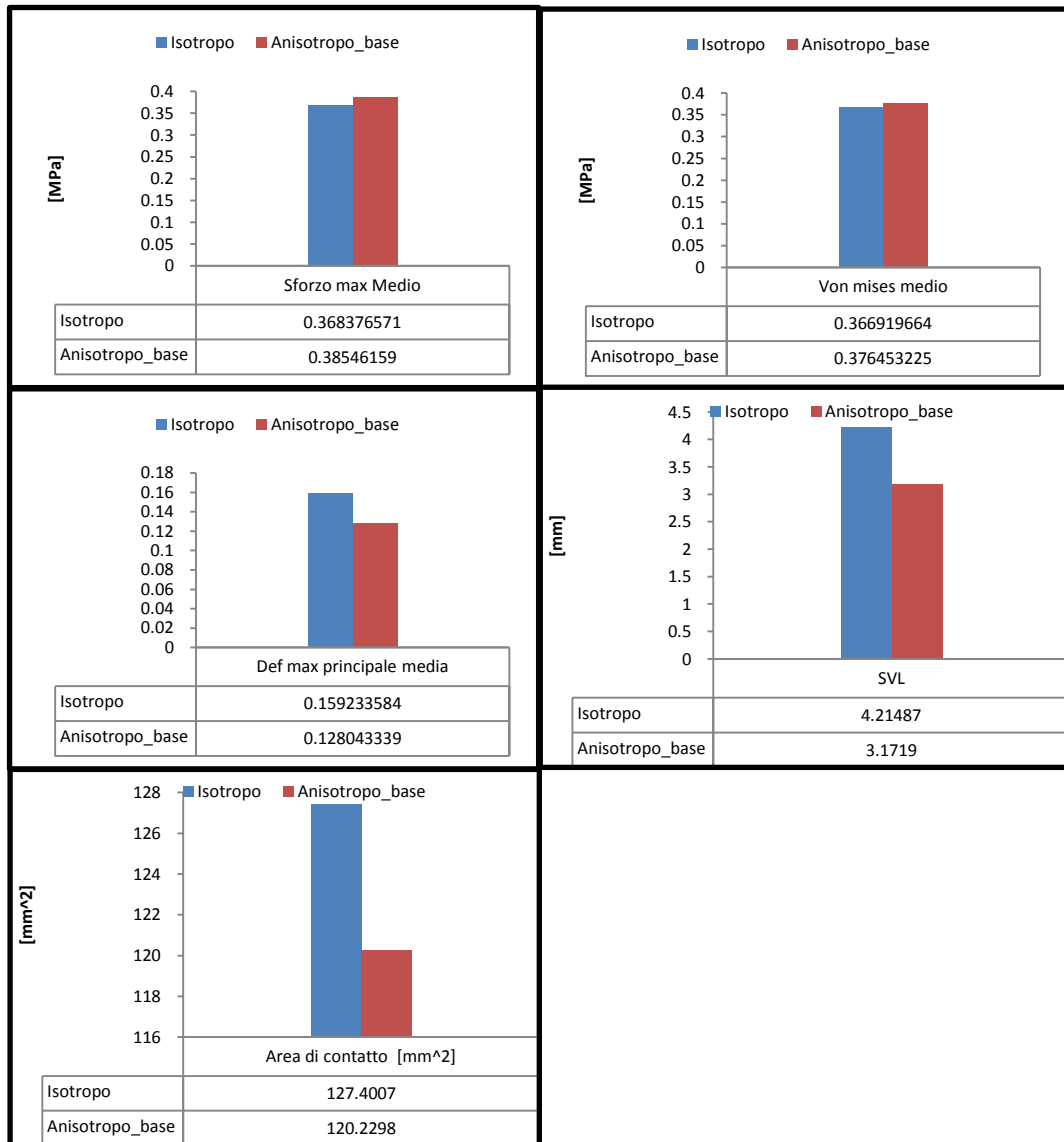 Isotropo Anisotropo_base
[MPa]
0.4
0.35
0.3
0.25
0.2
0.15
0.1
0.05
0
Sforzo max Medio
Isotropo 0.368376571
Anisotropo_base 0.38546159
Isotropo Anisotropo_base
[MPa]
0.4
0.35
0.3
0.25
0.2
0.15
0.1
0.05
0
Von mises medio
Isotropo 0.366919664
Anisotropo_base 0.376453225
Isotropo Anisotropo_base
0.18
0.16
0.14
0.12
0.1
0.08
0.06
0.04
0.02
0
Def max principale media
Isotropo 0.159233584
Anisotropo_base 0.128043339
Isotropo Anisotropo_base
[mm]
4.5
4
3.5
3
2.5
2
1.5
1
0.5
0
SVL
Isotropo 4.21487
Anisotropo_base 3.1719
Isotropo Anisotropo_base
[mm^2]
128
126
124
122
120
118
116
Area di contatto [mm^2]
Isotropo 127.4007
Anisotropo_base 120.2298